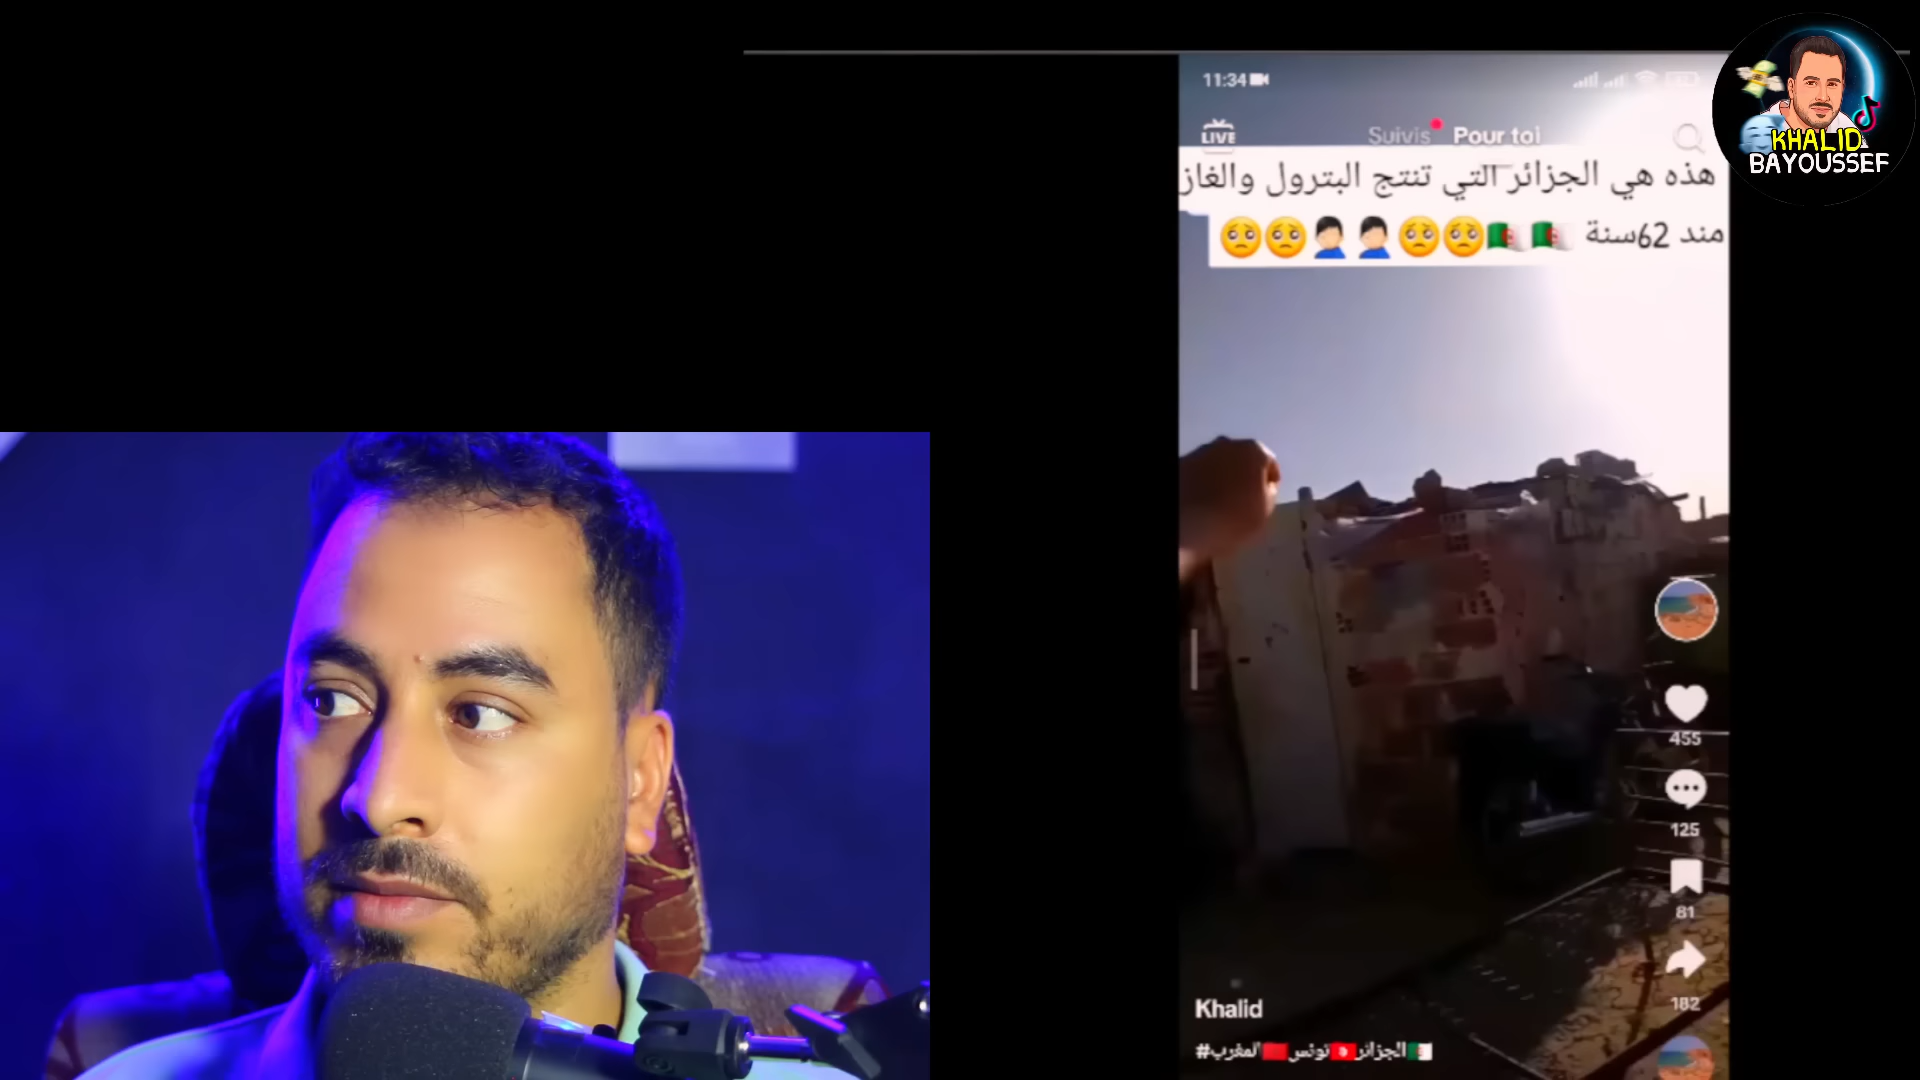 11:34
LIVE
Suivis Pour toi
هذه هي الجزائر التي تنتج البترول والغاز
مند 62سنة 🇩🇿🇩🇿🥺🥺🤦🏻‍♂️🤦🏻‍♂️🥺🥺
KHALID
BAYOUSSEF
455
125
81
182
Khalid
#الجزائر🇩🇿تونس🇹🇳المغرب🇲🇦